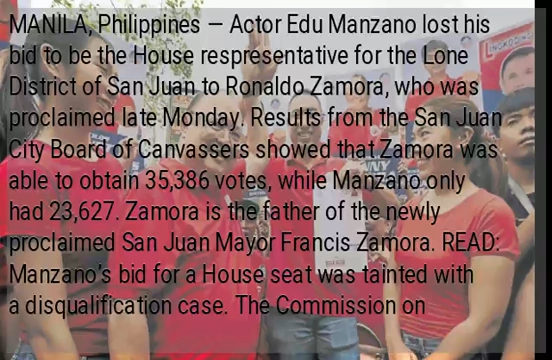 MANILA, Philippines — Actor Edu Manzano lost his
bid to be the House respresentative for the Lone
District of San Juan to Ronaldo Zamora, who was
proclaimed late Monday. Results from the San Juan
City Board of Canvassers showed that Zamora was
able to obtain 35,386 votes, while Manzano only
had 23,627. Zamora is the father of the newly
proclaimed San Juan Mayor Francis Zamora. READ:
Manzano's bid for a House seat was tainted with
a disqualification case. The Commission on